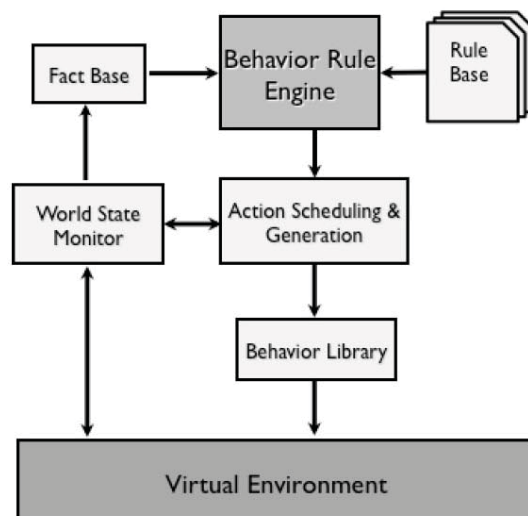 Fact Base
Behavior Rule
Engine
Rule
Base
World State
Monitor
Action Scheduling &
Generation
Behavior Library
Virtual Environment